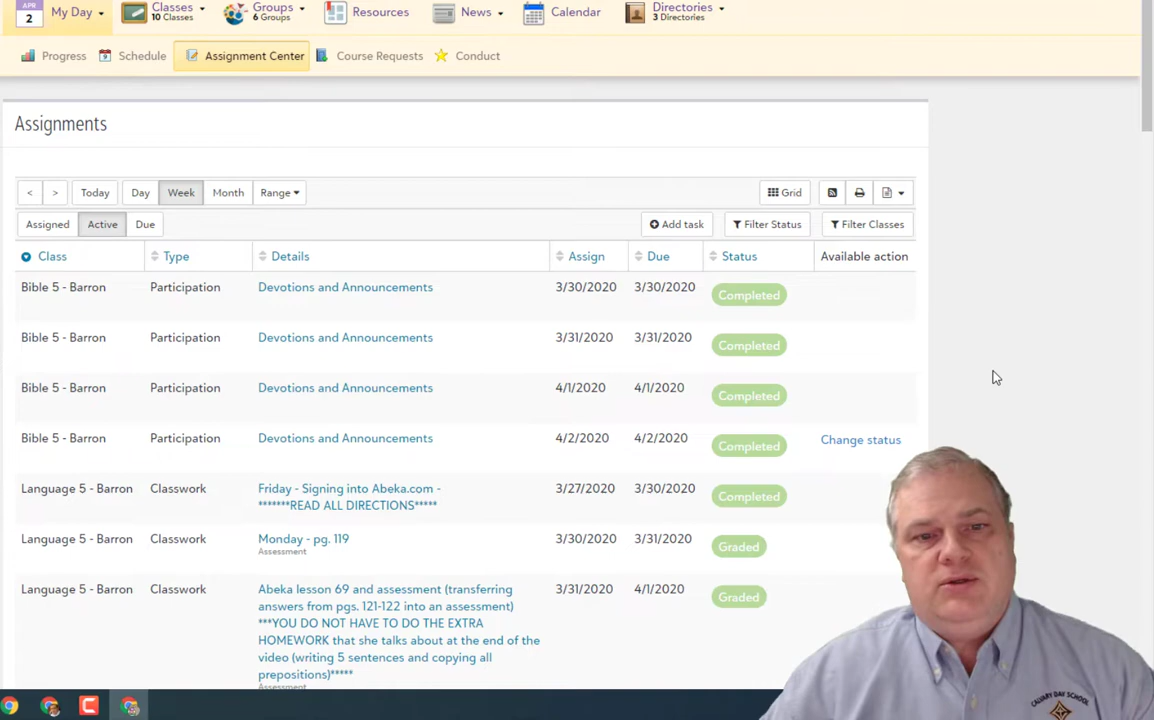 APR
2
My Day
Classes
10 Classes
Groups
6 Groups
Resources
News
Calendar
Directories
3 Directories
Progress
Schedule
Assignment Center
Course Requests
Conduct
Assignments
< > Today Day Week Month Range Grid
Assigned Active Due Add task Filter Status Filter Classes
Class Type Details Assign Due Status Available action
Bible 5 - Barron Participation Devotions and Announcements 3/30/2020 3/30/2020 Completed
Bible 5 - Barron Participation Devotions and Announcements 3/31/2020 3/31/2020 Completed
Bible 5 - Barron Participation Devotions and Announcements 4/1/2020 4/1/2020 Completed
Bible 5 - Barron Participation Devotions and Announcements 4/2/2020 4/2/2020 Completed Change status
Language 5 - Barron Classwork Friday - Signing into Abeka.com - 3/27/2020 3/30/2020 Completed
*******READ ALL DIRECTIONS*****
Language 5 - Barron Classwork Monday - pg. 119 3/30/2020 3/31/2020 Graded
Assessment
Language 5 - Barron Classwork Abeka lesson 69 and assessment (transferring 3/31/2020 4/1/2020 Graded
answers from pgs. 121-122 into an assessment)
***YOU DO NOT HAVE TO DO THE EXTRA
HOMEWORK that she talks about at the end of the
video (writing 5 sentences and copying all
prepositions)*****
Assessment
CALVARY DAY SCHOOL